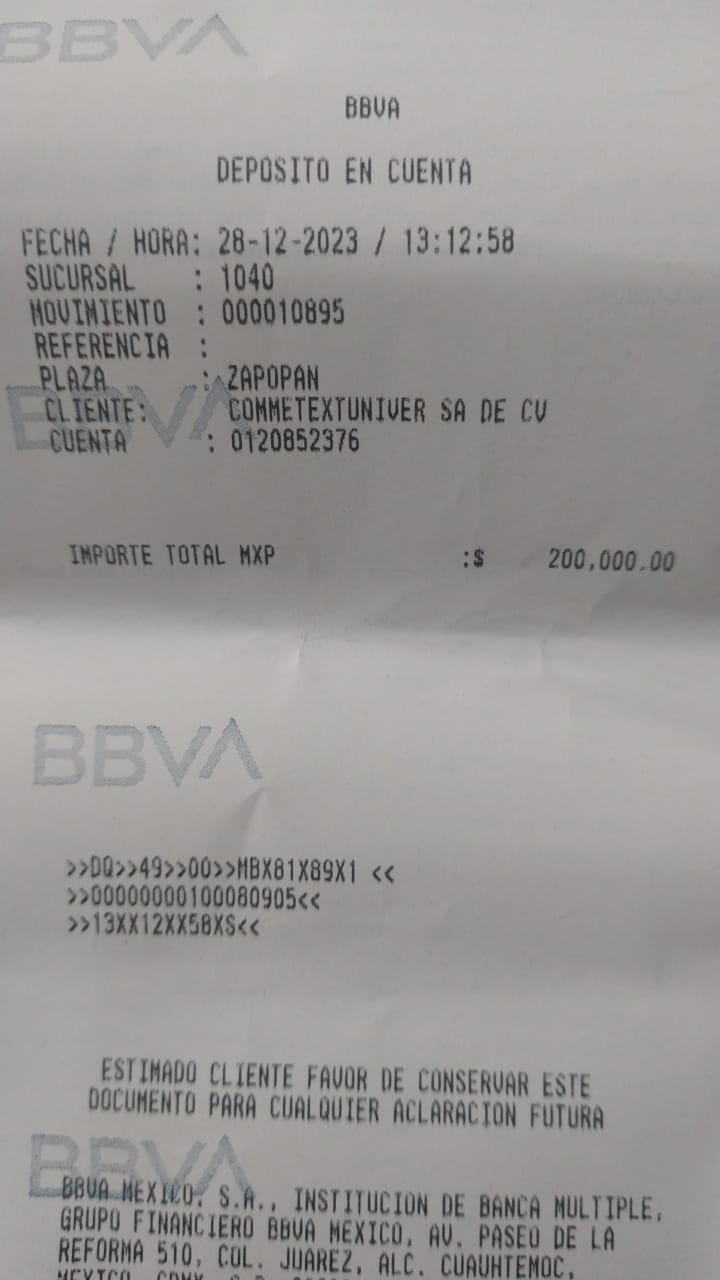 BBVA
BBVA
DEPOSITO EN CUENTA
FECHA / HORA: 28-12-2023 / 13:12:58
SUCURSAL : 1040
MOVIMIENTO : 000010895
REFERENCIA :
PLAZA : ZAPOPAN
BBVA
CLIENTE: COMMETEXTUNIVER SA DE CV
CUENTA : 0120852376
IMPORTE TOTAL MXP :$ 200,000.00
BBVA
>>DQ>>49>>00>>MBX81X89X1 <<
>>00000000100080905<<
>>13XX12XX58XS<<
ESTIMADO CLIENTE FAVOR DE CONSERVAR ESTE
DOCUMENTO PARA CUALQUIER ACLARACION FUTURA
BBVA
BBVA MEXICO, S.A., INSTITUCION DE BANCA MULTIPLE,
GRUPO FINANCIERO BBVA MEXICO, AV. PASEO DE LA
REFORMA 510, COL. JUAREZ, ALC. CUAUHTEMOC,
MEXICO